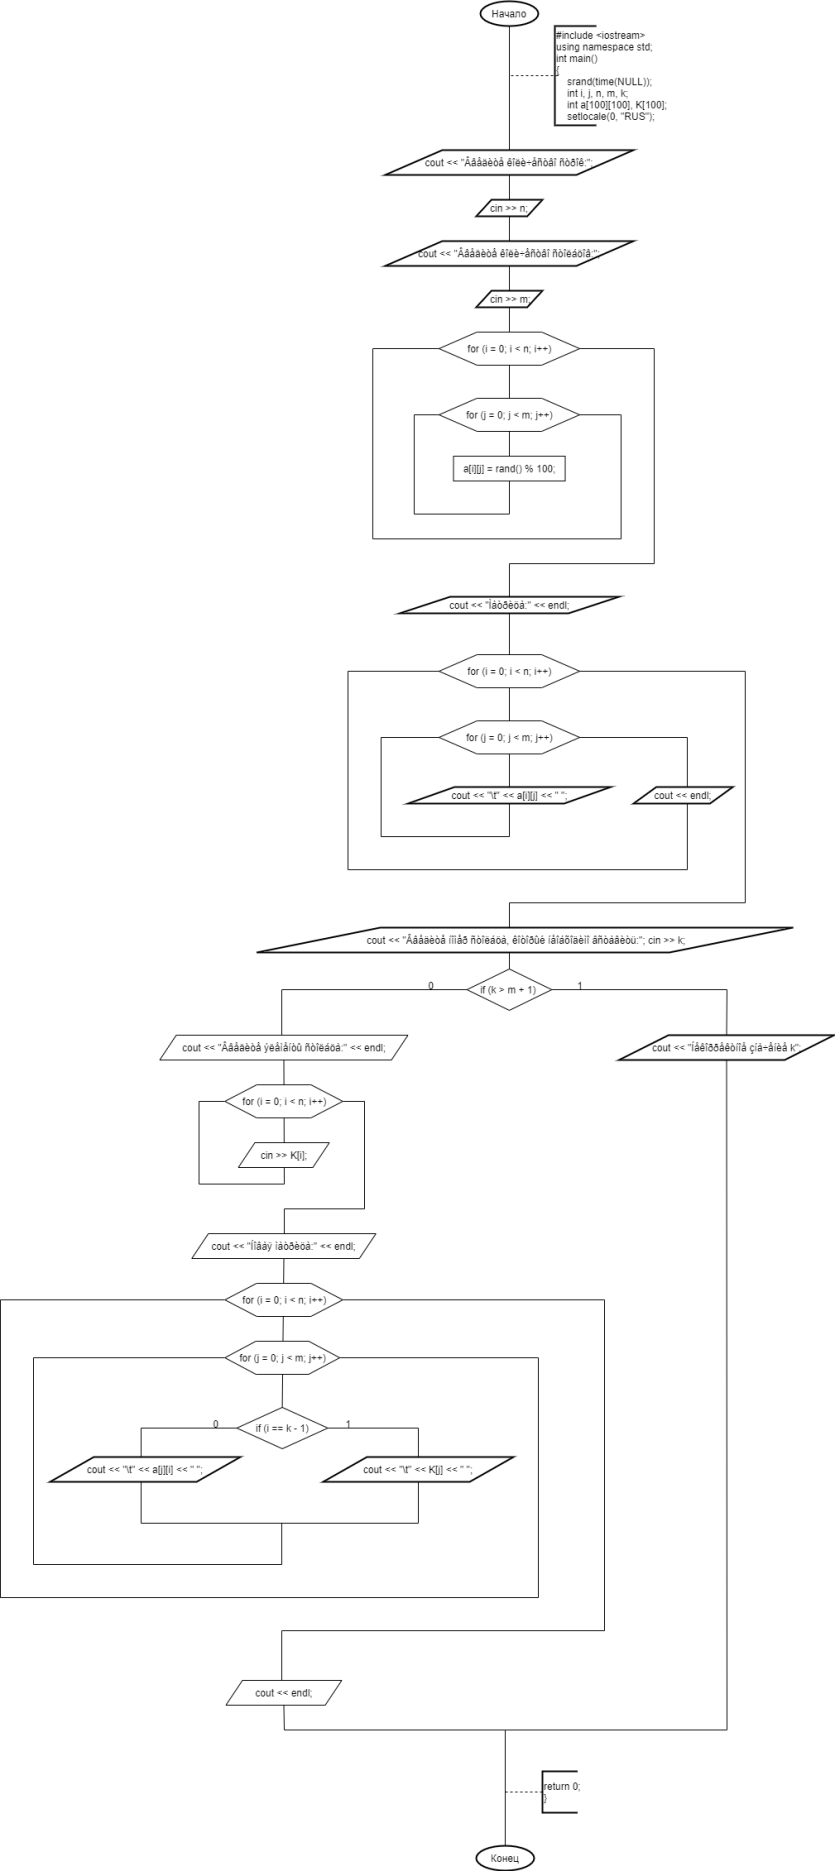 Начало
#include <iostream>
using namespace std;
int main()
{
srand(time(NULL));
int i, j, n, m, k;
int a[100][100], K[100];
setlocale(0, "RUS");
cout << "Ââåäèòå êîëè÷åñòâî ñòðîê:";
cin >> n;
cout << "Ââåäèòå êîëè÷åñòâî ñòîëáöîâ:";
cin >> m;
for (i = 0; i < n; i++)
for (j = 0; j < m; j++)
a[i][j] = rand() % 100;
cout << "Ìàòðèöà:" << endl;
for (i = 0; i < n; i++)
for (j = 0; j < m; j++)
cout << "\t" << a[i][j] << " ";
cout << endl;
cout << "Ââåäèòå íîìåð ñòîëáöà, êîòîðûé íåîáõîäèìî âñòàâèòü:"; cin >> k;
0
if (k > m + 1)
1
cout << "Ââåäèòå ýëåìåíòû ñòîëáöà:" << endl;
cout << "Íåêîððåêòíîå çíà÷åíèå k";
for (i = 0; i < n; i++)
cin >> K[i];
cout << "Íîâàÿ ìàòðèöà:" << endl;
for (i = 0; i < n; i++)
for (j = 0; j < m; j++)
0
if (i == k - 1)
1
cout << "\t" << a[j][i] << " ";
cout << "\t" << K[j] << " ";
cout << endl;
return 0;
}
Конец